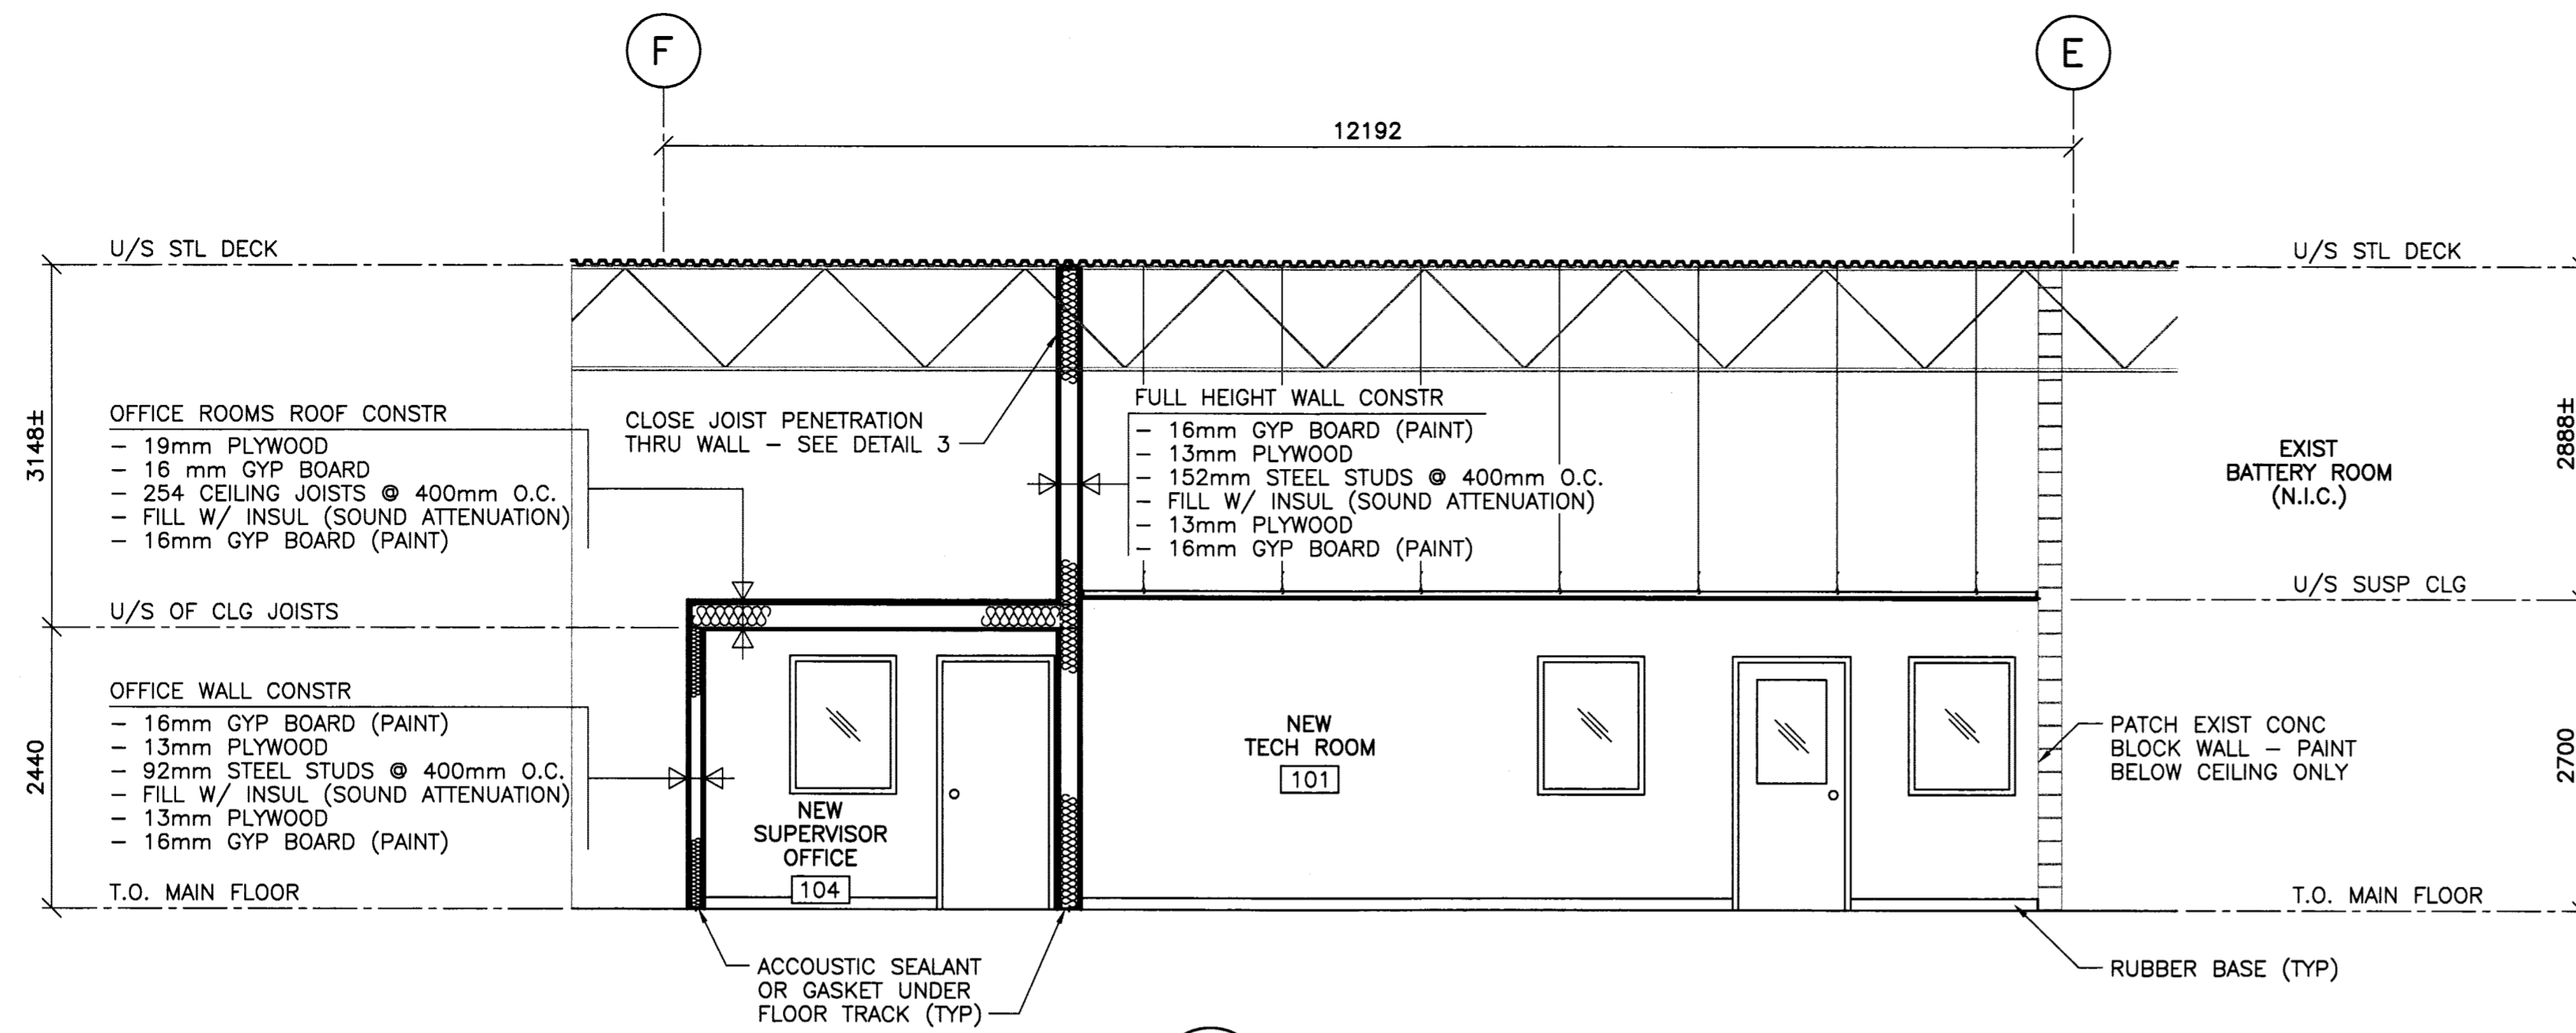 F
E
12192
U/S STL DECK
U/S STL DECK
3148±
2888±
OFFICE ROOMS ROOF CONSTR
- 19mm PLYWOOD
- 16 mm GYP BOARD
- 254 CEILING JOISTS @ 400mm O.C.
- FILL W/ INSUL (SOUND ATTENUATION)
- 16mm GYP BOARD (PAINT)
CLOSE JOIST PENETRATION
THRU WALL - SEE DETAIL 3
FULL HEIGHT WALL CONSTR
- 16mm GYP BOARD (PAINT)
- 13mm PLYWOOD
- 152mm STEEL STUDS @ 400mm O.C.
- FILL W/ INSUL (SOUND ATTENUATION)
- 13mm PLYWOOD
- 16mm GYP BOARD (PAINT)
EXIST
BATTERY ROOM
(N.I.C.)
U/S OF CLG JOISTS
U/S SUSP CLG
2440
2700
OFFICE WALL CONSTR
- 16mm GYP BOARD (PAINT)
- 13mm PLYWOOD
- 92mm STEEL STUDS @ 400mm O.C.
- FILL W/ INSUL (SOUND ATTENUATION)
- 13mm PLYWOOD
- 16mm GYP BOARD (PAINT)
NEW
SUPERVISOR
OFFICE
104
NEW
TECH ROOM
101
PATCH EXIST CONC
BLOCK WALL - PAINT
BELOW CEILING ONLY
T.O. MAIN FLOOR
T.O. MAIN FLOOR
ACCOUSTIC SEALANT
OR GASKET UNDER
FLOOR TRACK (TYP)
RUBBER BASE (TYP)